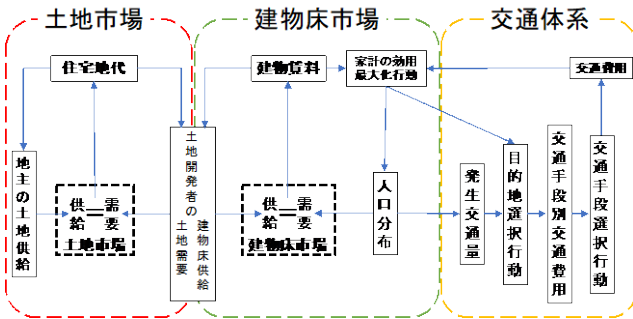 土地市場
建物床市場
交通体系
住宅地代
建物賃料
家計の効用
最大化行動
交通費用
地主の土地供給
供給＝需要
土地市場
土地開発者の
土地需要
建物床供給
供給＝需要
建物床市場
人口分布
発生交通量
目的地選択行動
交通手段別交通費用
交通手段選択行動